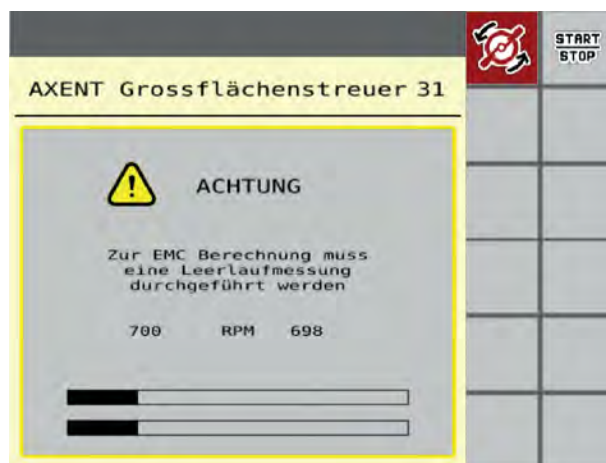 START
STOP
AXENT Grossflächenstreuer 31
ACHTUNG
Zur EMC Berechnung muss
eine Leerlaufmessung
durchgeführt werden
700 RPM 698